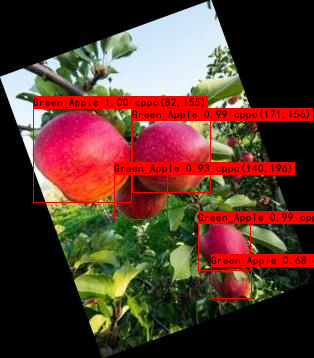 Green Apple 1.00 cppc(82,155)
Green Apple 0.99 cppc(171,156)
Green Apple 0.93 cppc(140,196)
Green Apple 0.99 cpp
Green Apple 0.68